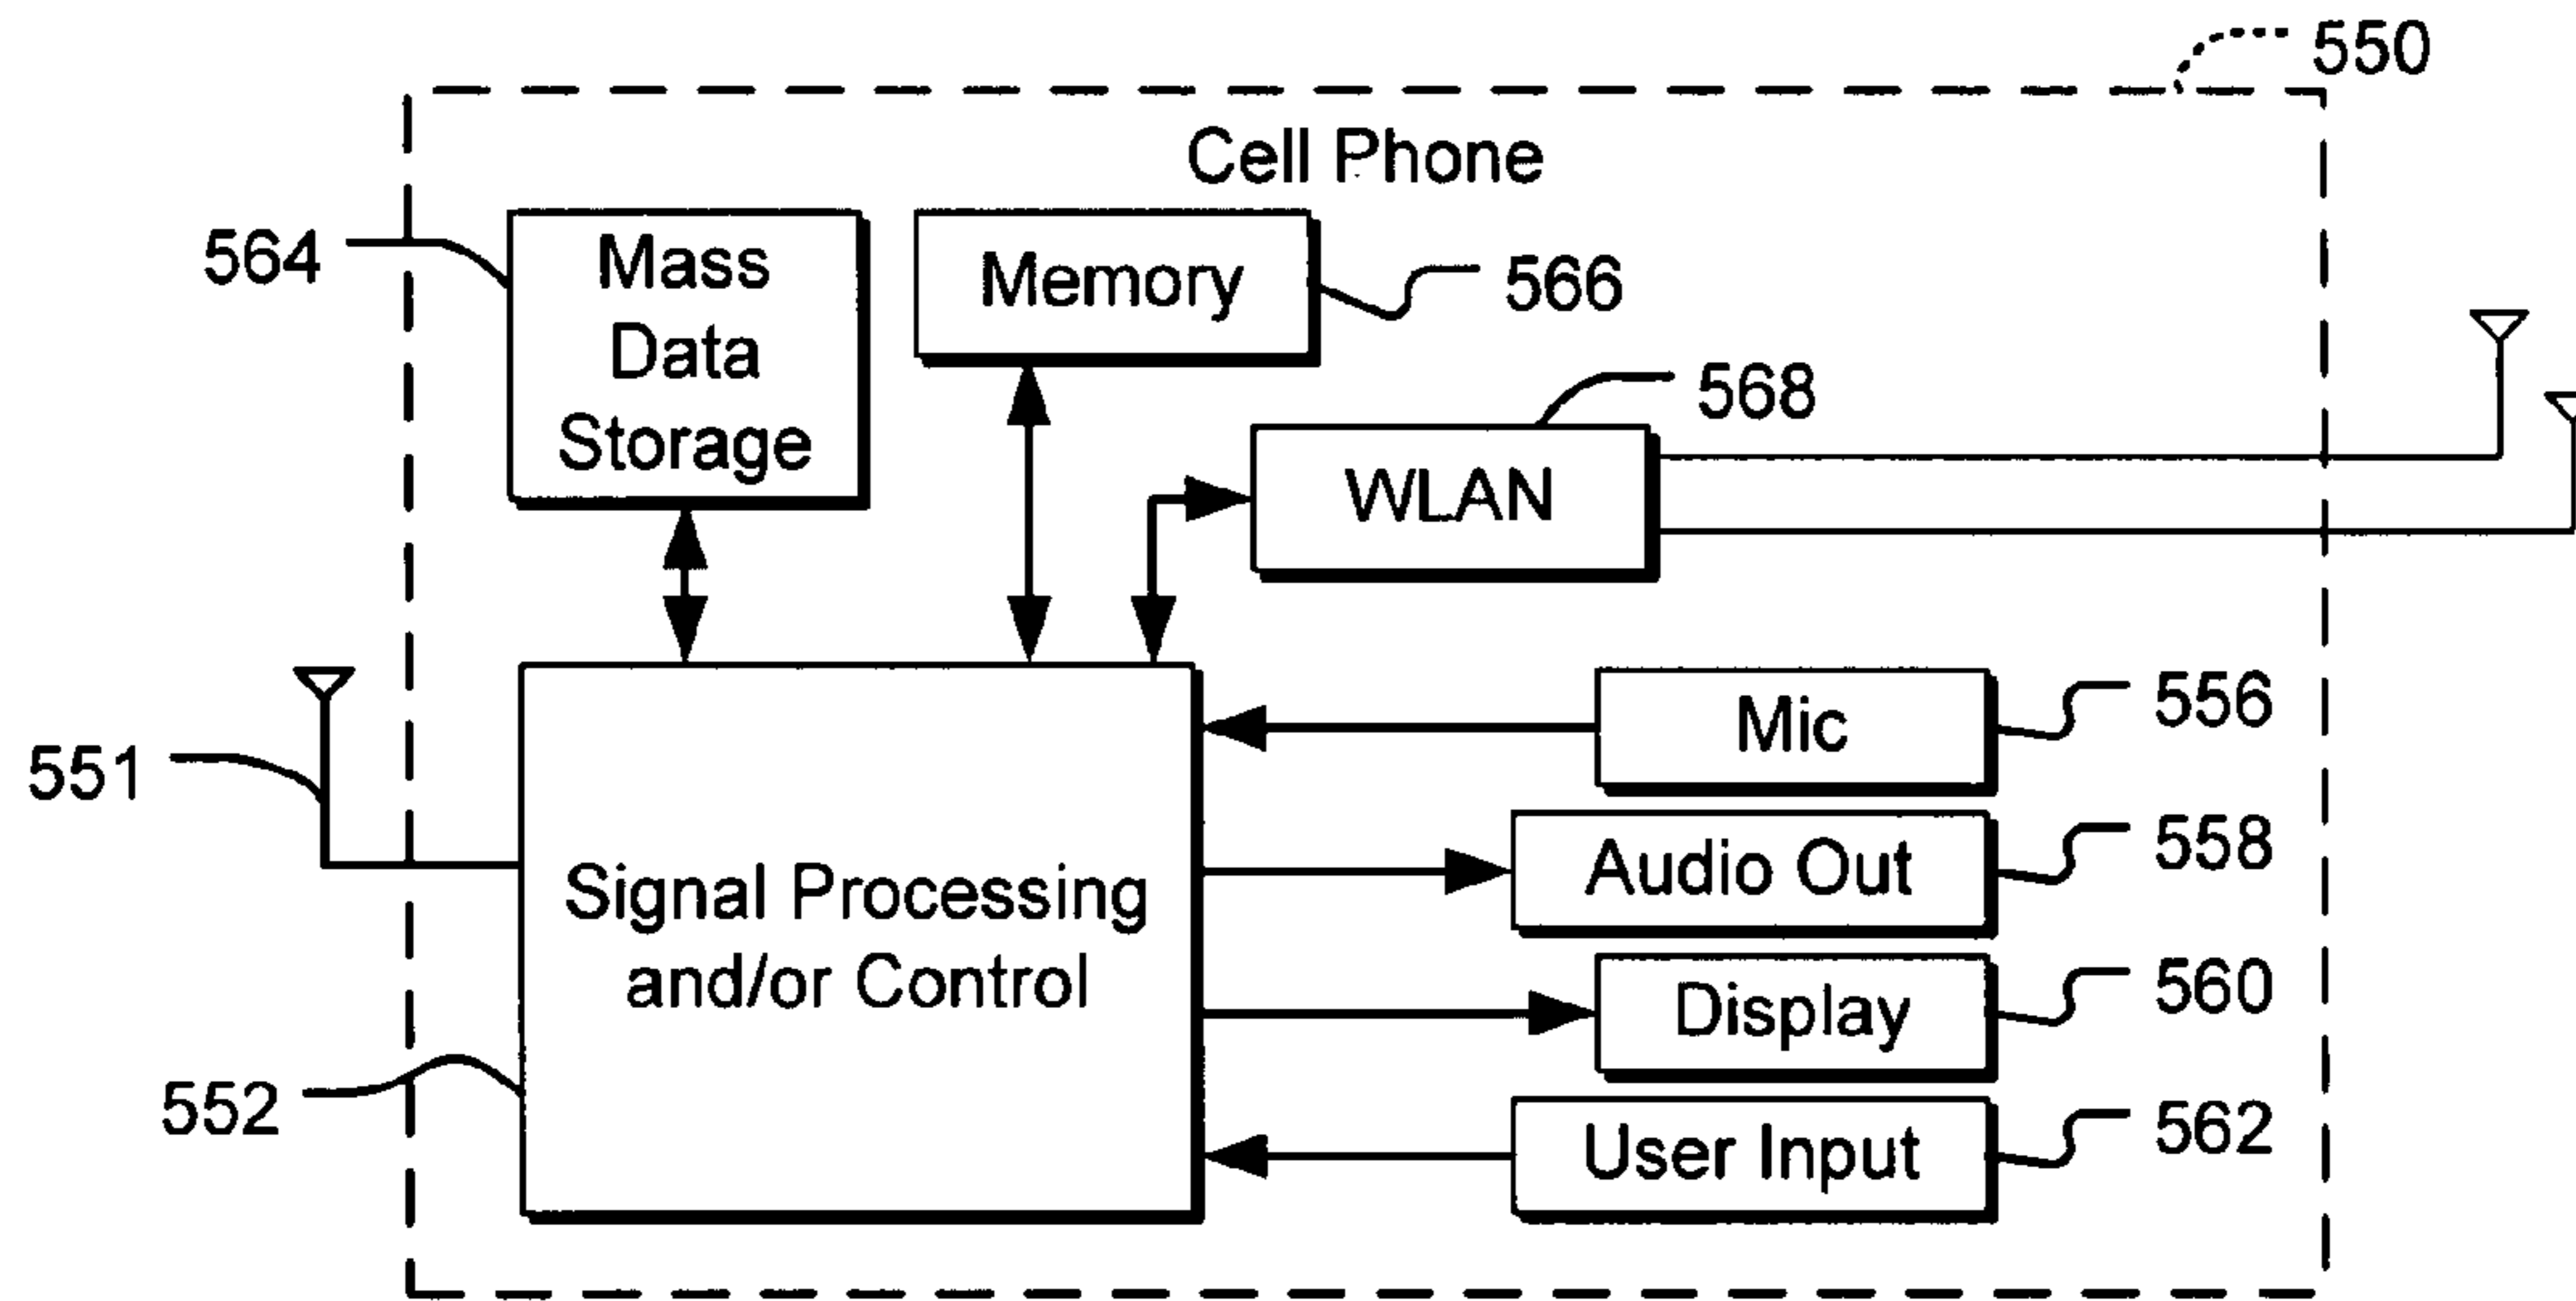 550
Cell Phone
564
Mass
Data
Storage
Memory
566
568
WLAN
551
Signal Processing
and/or Control
552
Mic
556
Audio Out
558
Display
560
User Input
562